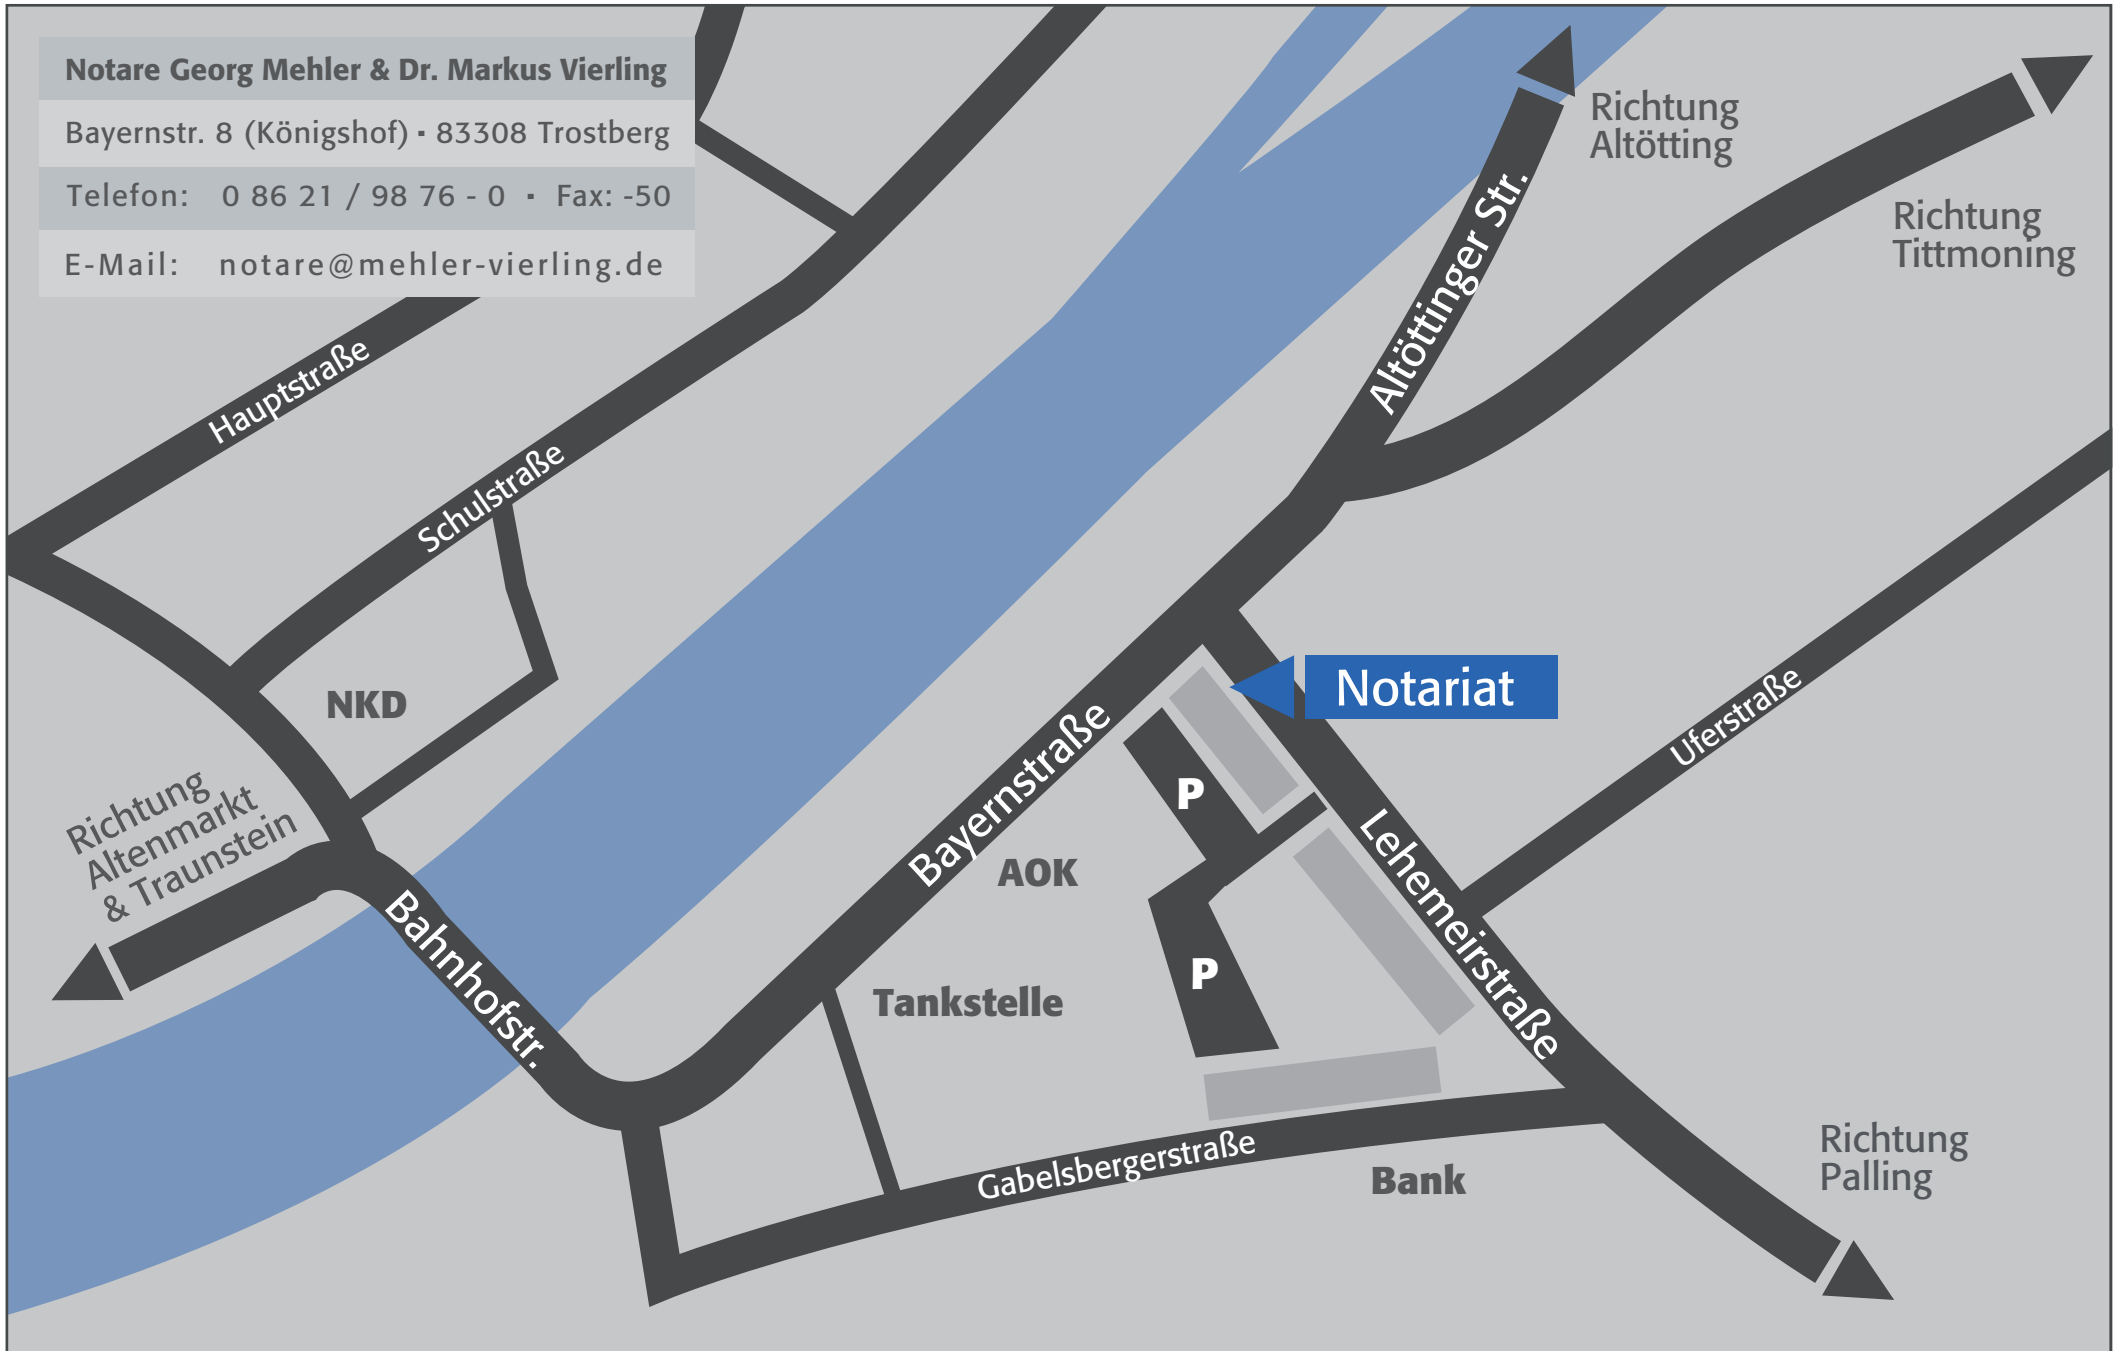 Notare Georg Mehler & Dr. Markus Vierling
Bayernstr. 8 (Königshof) ▪ 83308 Trostberg
Telefon: 0 86 21 / 98 76 - 0 ▪ Fax: -50
E-Mail: notare@mehler-vierling.de
Richtung
Altötting
Richtung
Tittmoning
Altöttinger Str.
Hauptstraße
Schulstraße
NKD
Notariat
Uferstraße
Bayernstraße
P
Richtung
Altenmarkt
& Traunstein
AOK
Lehemeirstraße
Bahnhofstr.
P
Tankstelle
Gabelsbergerstraße
Bank
Richtung
Palling